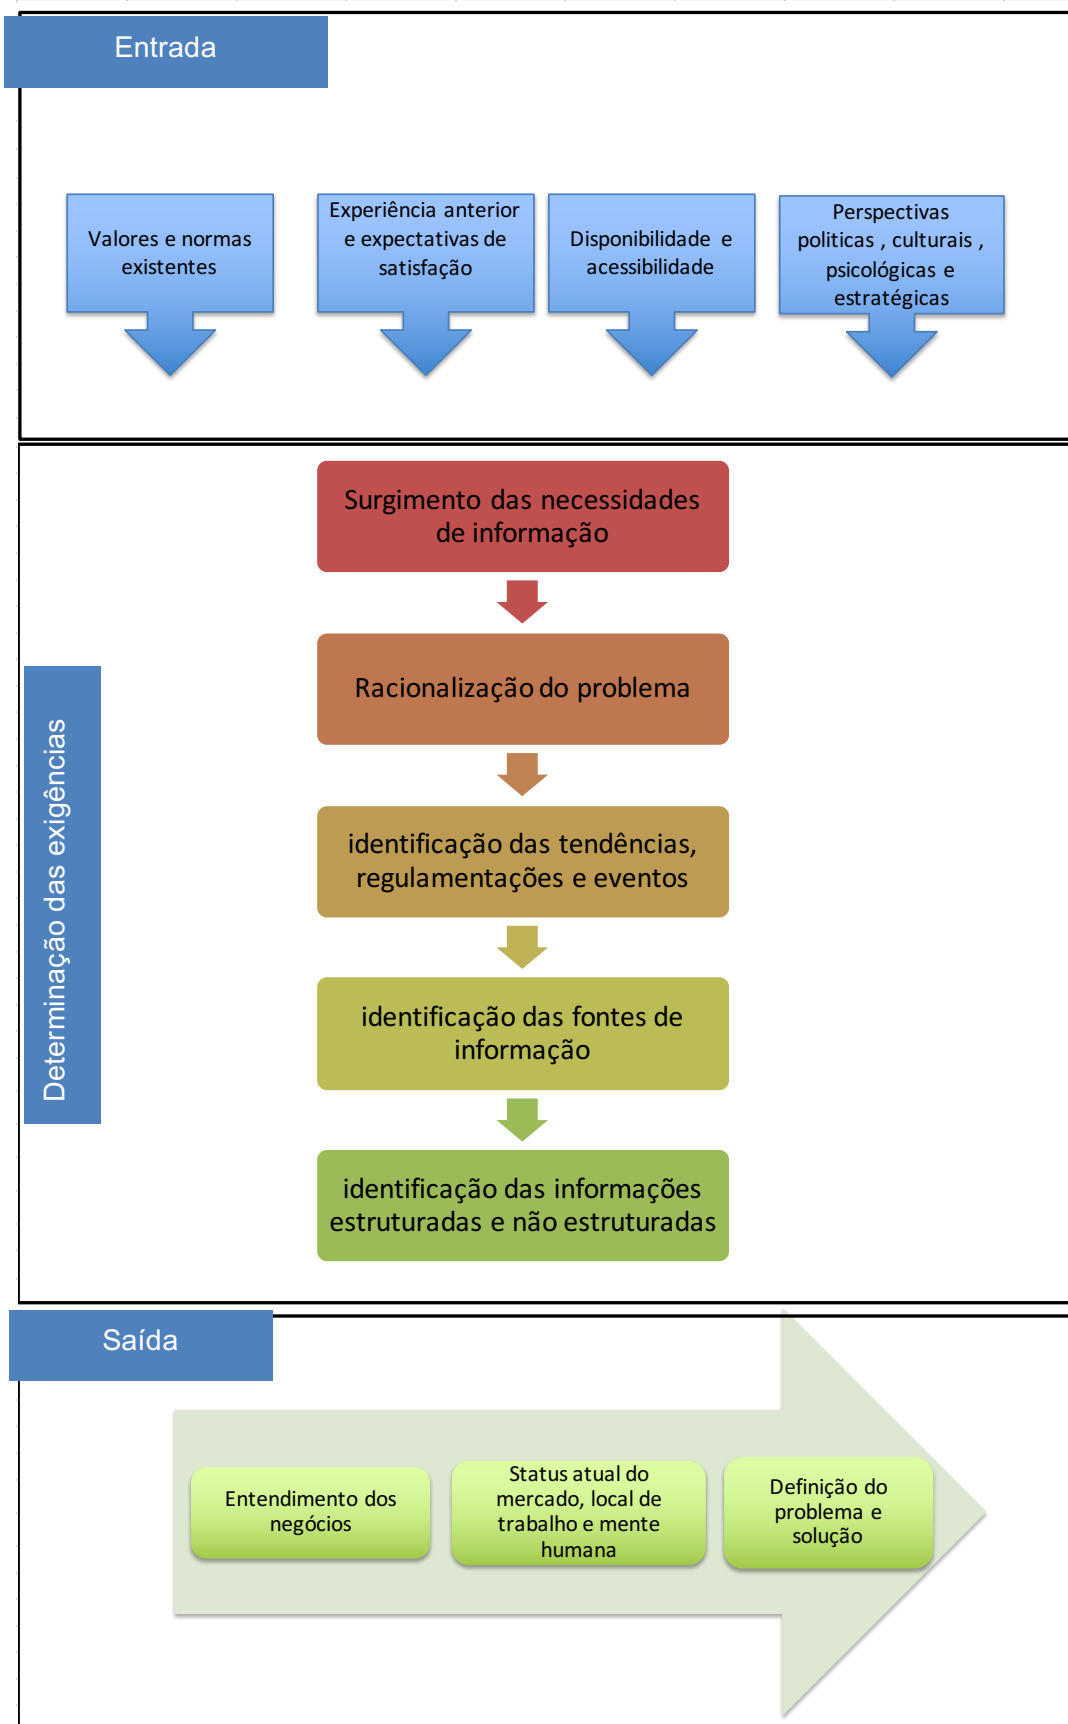 Entrada
Valores e normas
existentes
Experiência anterior
e expectativas de
satisfação
Disponibilidade e
acessibilidade
Perspectivas
politicas , culturais ,
psicológicas e
estratégicas
Determinação das exigências
Surgimento das necessidades
de informação
Racionalização do problema
identificação das tendências,
regulamentações e eventos
identificação das fontes de
informação
identificação das informações
estruturadas e não estruturadas
Saída
Entendimento dos
negócios
Status atual do
mercado, local de
trabalho e mente
humana
Definição do
problema e
solução